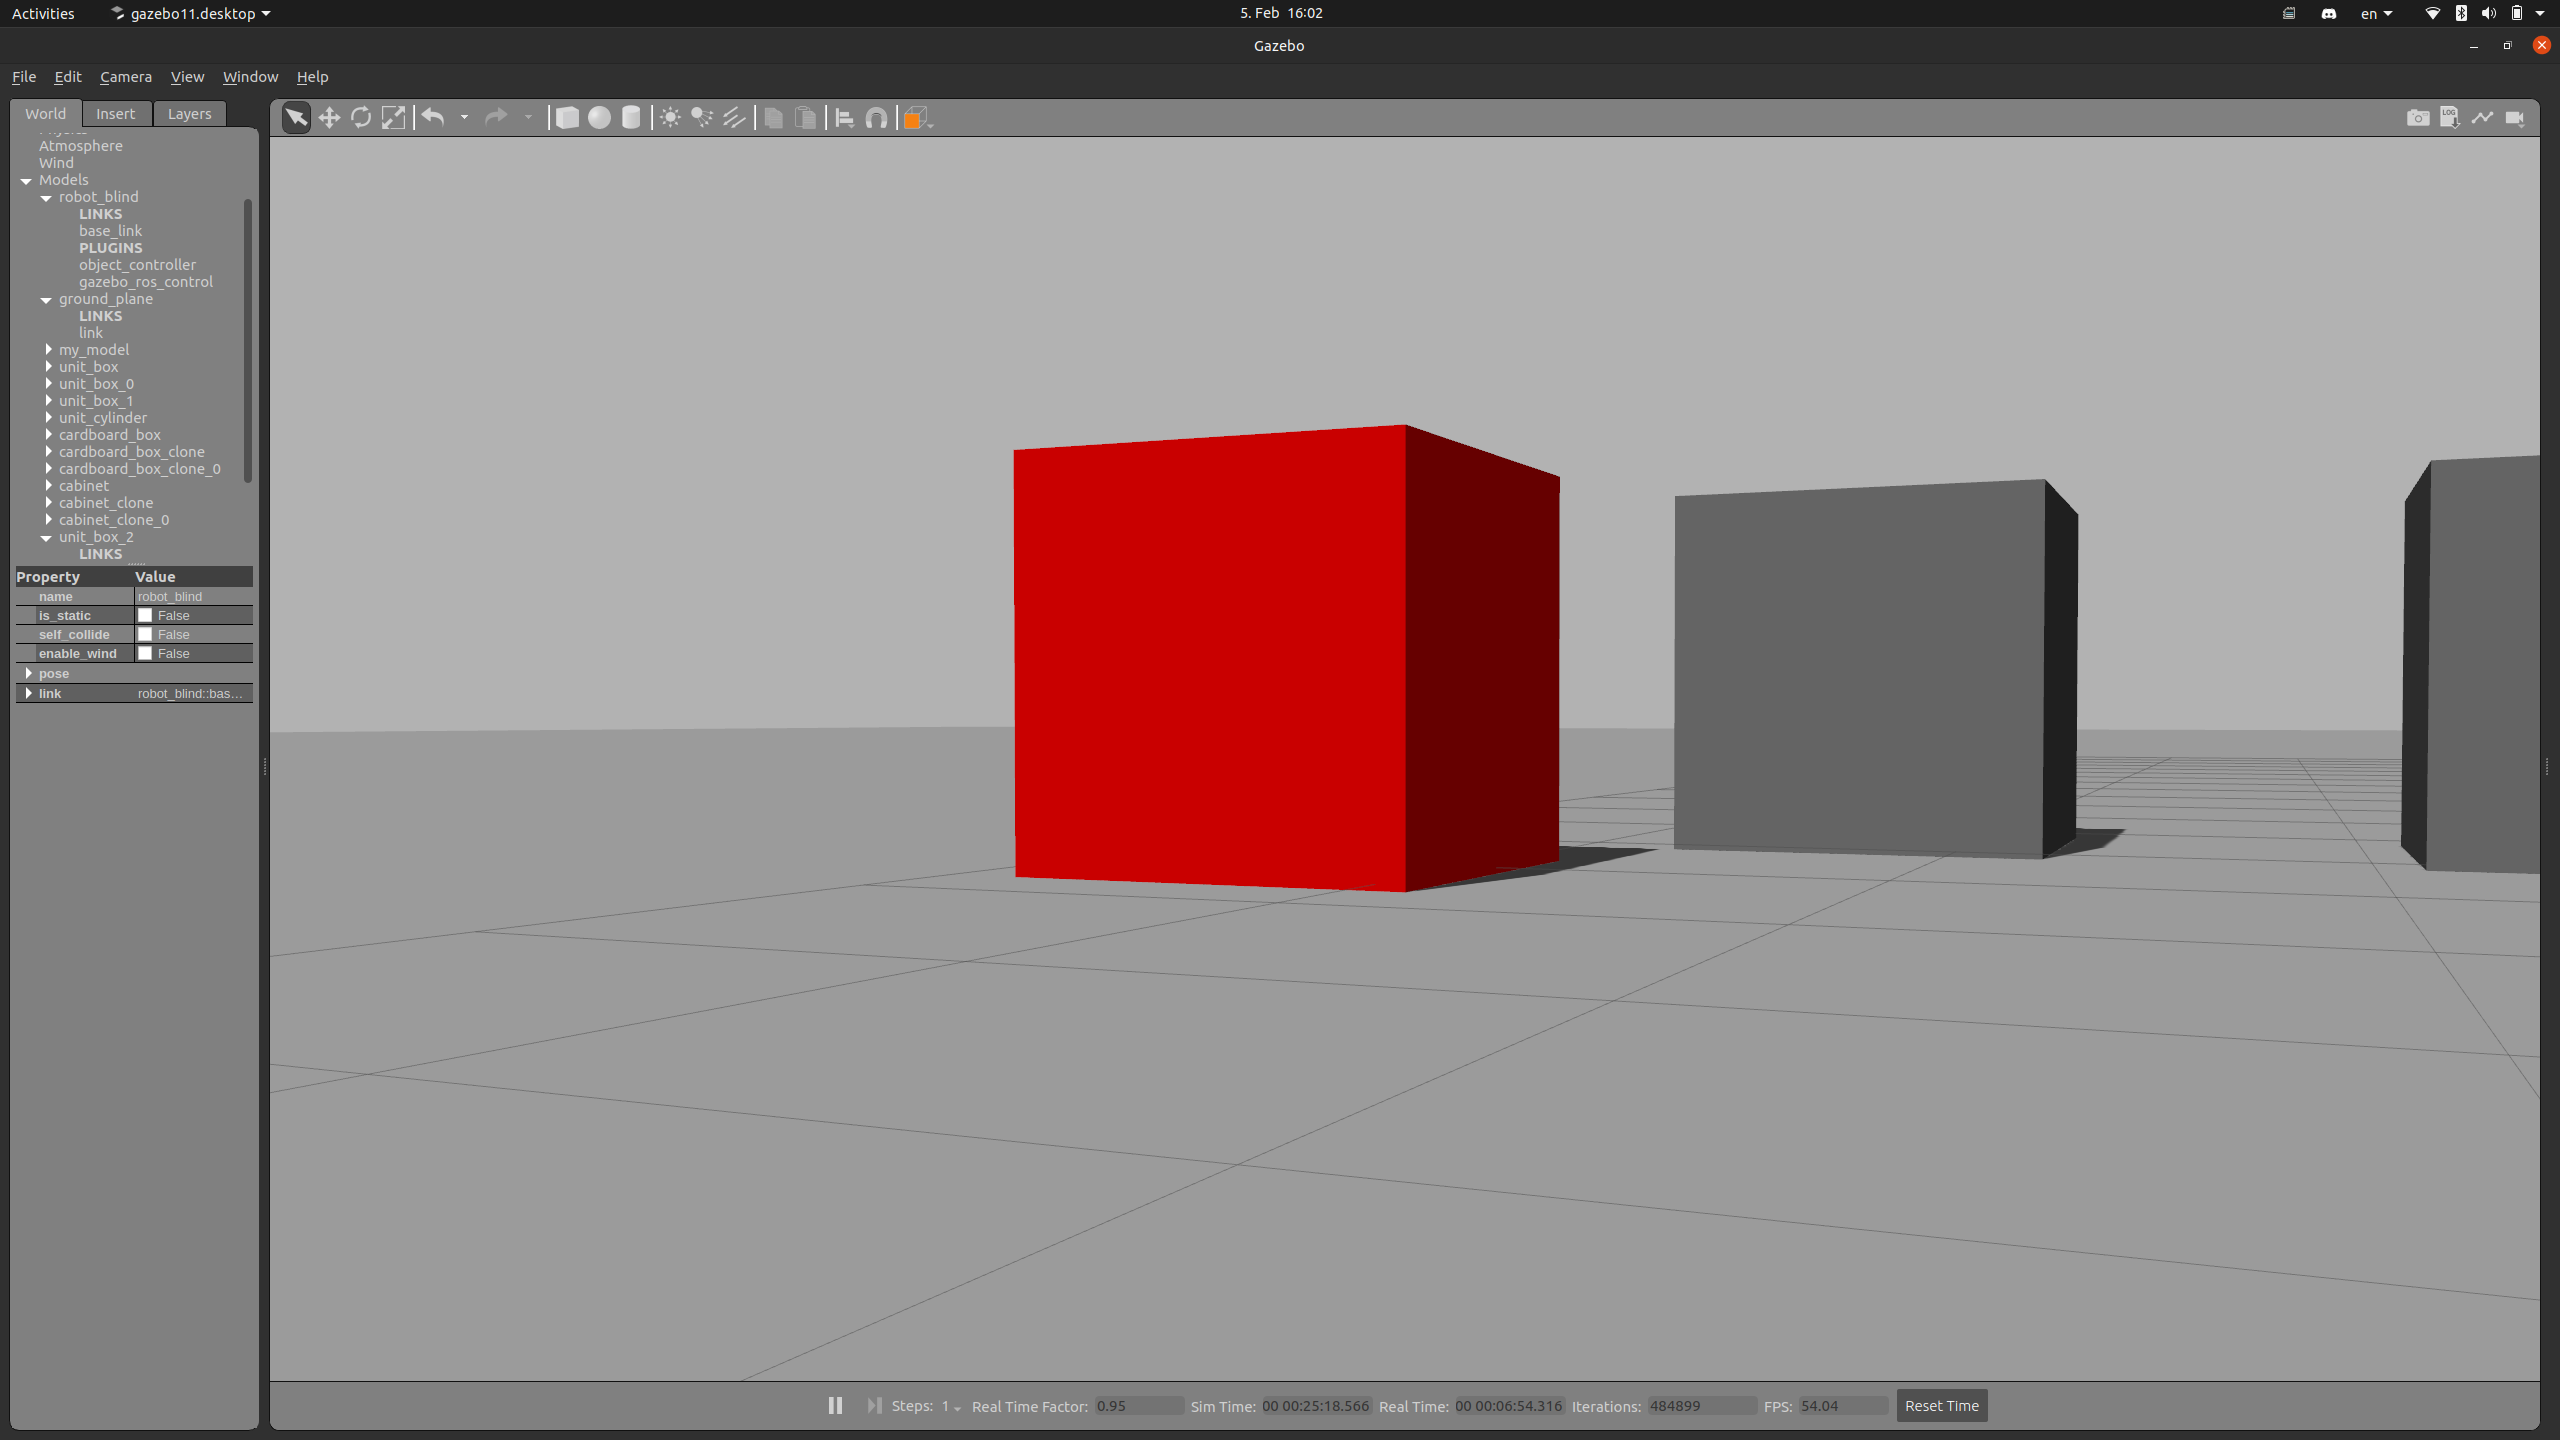 Activities
gazebo11.desktop
5. Feb 16:02
en
Gazebo
File Edit Camera View Window Help
World Insert Layers
Atmosphere
Wind
Models
robot_blind
LINKS
base_link
PLUGINS
object_controller
gazebo_ros_control
ground_plane
LINKS
link
my_model
unit_box
unit_box_0
unit_box_1
unit_cylinder
cardboard_box
cardboard_box_clone
cardboard_box_clone_0
cabinet
cabinet_clone
cabinet_clone_0
unit_box_2
LINKS
Property Value
name robot_blind
is_static False
self_collide False
enable_wind False
pose
link robot_blind::bas...
LOG
Steps: 1 Real Time Factor: 0.95 Sim Time: 00 00:25:18.566 Real Time: 00 00:06:54.316 Iterations: 484899 FPS: 54.04 Reset Time